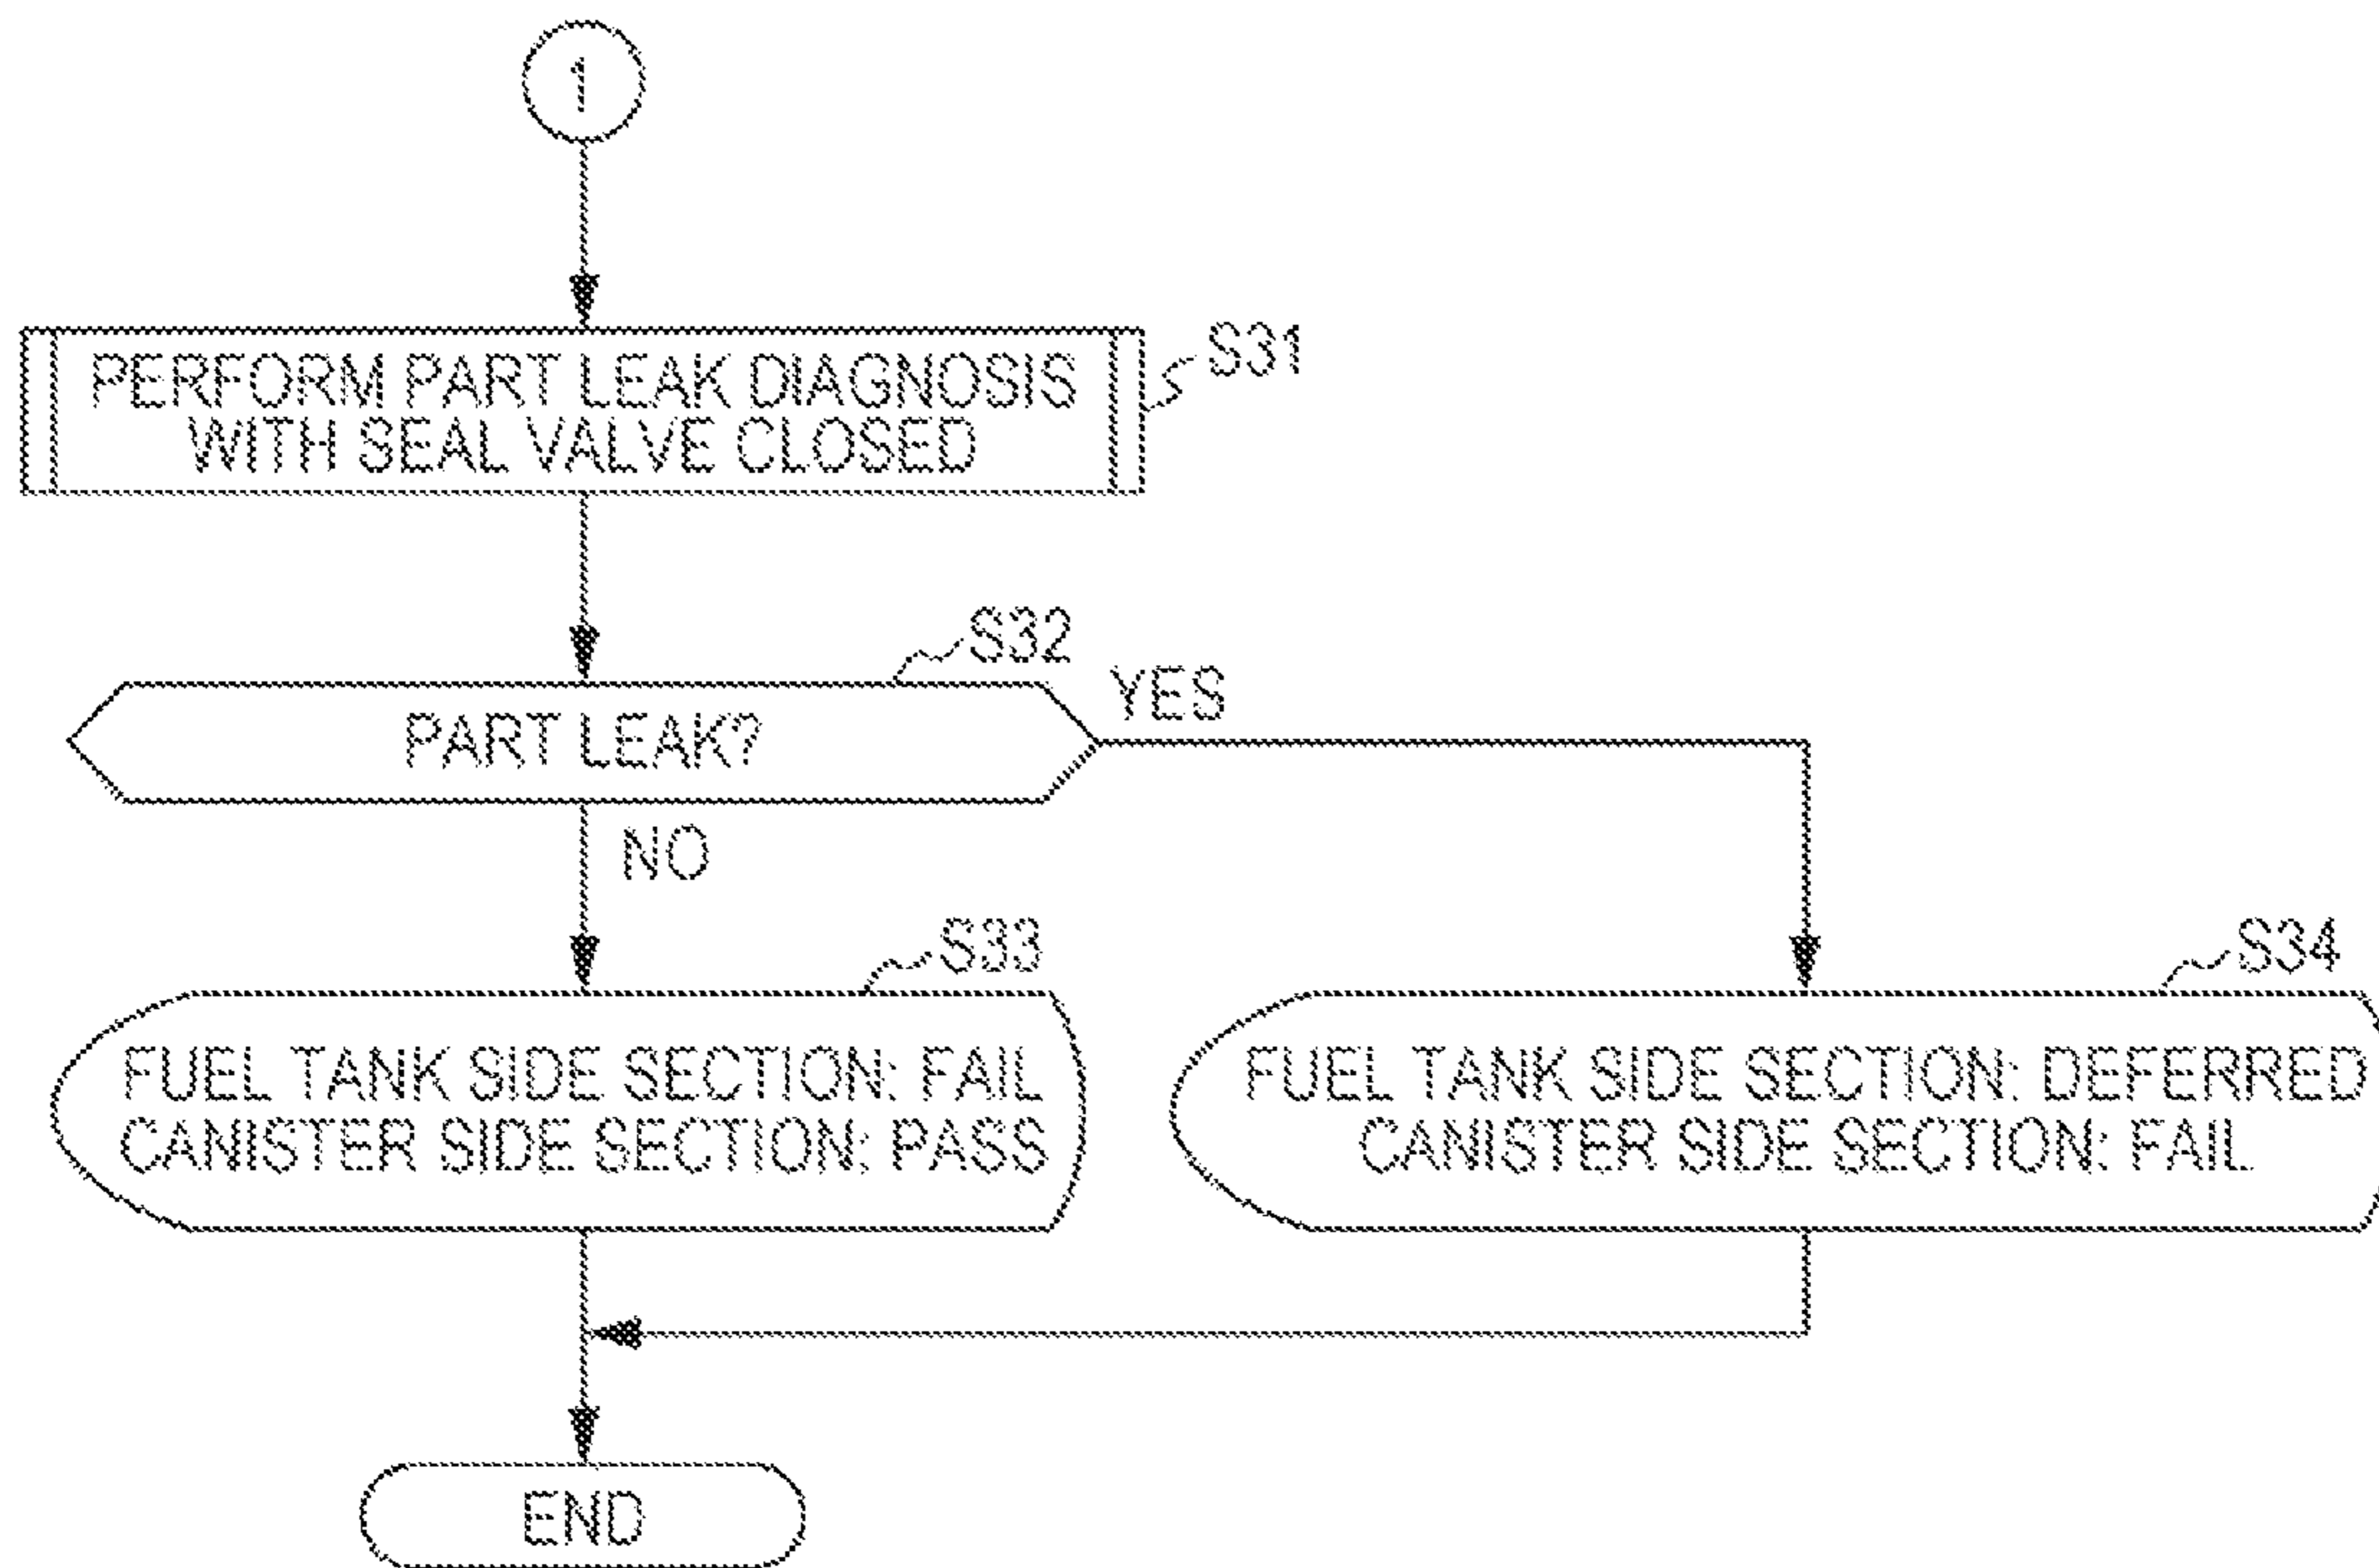 1
PERFORM PART LEAK DIAGNOSIS
WITH SEAL VALVE CLOSED
S31
S32
PART LEAK?
YES
NO
S33
FUEL TANK SIDE SECTION: FAIL
CANISTER SIDE SECTION: PASS
S34
FUEL TANK SIDE SECTION: DEFERRED
CANISTER SIDE SECTION: FAIL
END